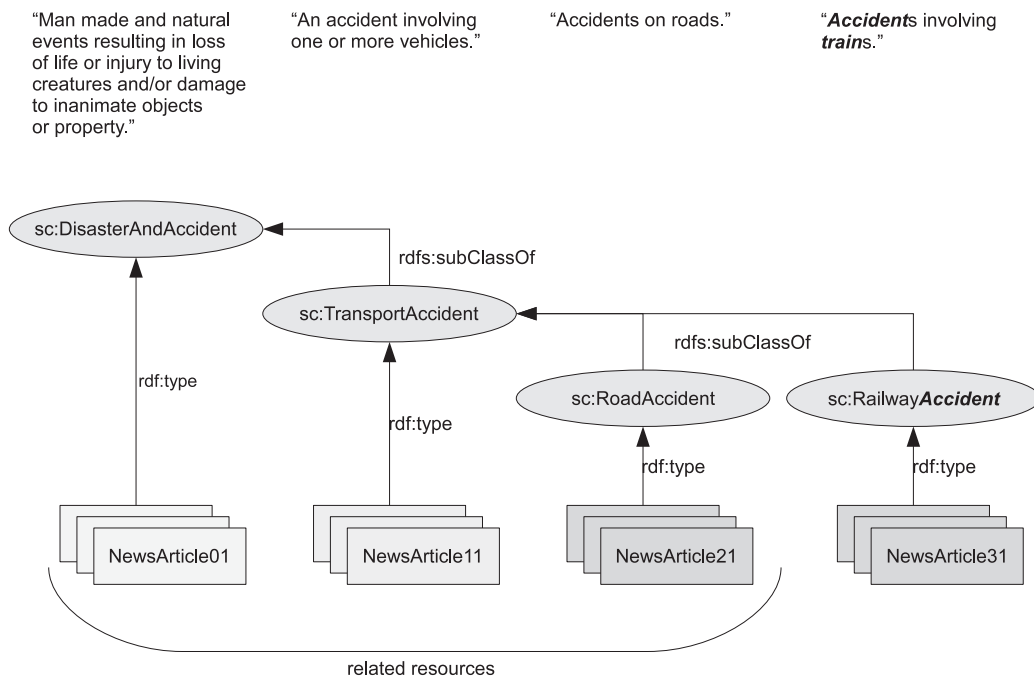 “Man made and natural
events resulting in loss
of life or injury to living
creatures and/or damage
to inanimate objects
or property.”
“An accident involving
one or more vehicles.”
“Accidents on roads.”
“Accidents involving
trains.”
sc:DisasterAndAccident
rdfs:subClassOf
sc:TransportAccident
rdfs:subClassOf
rdf:type
sc:RoadAccident
sc:RailwayAccident
rdf:type
rdf:type
rdf:type
NewsArticle01
NewsArticle11
NewsArticle21
NewsArticle31
related resources